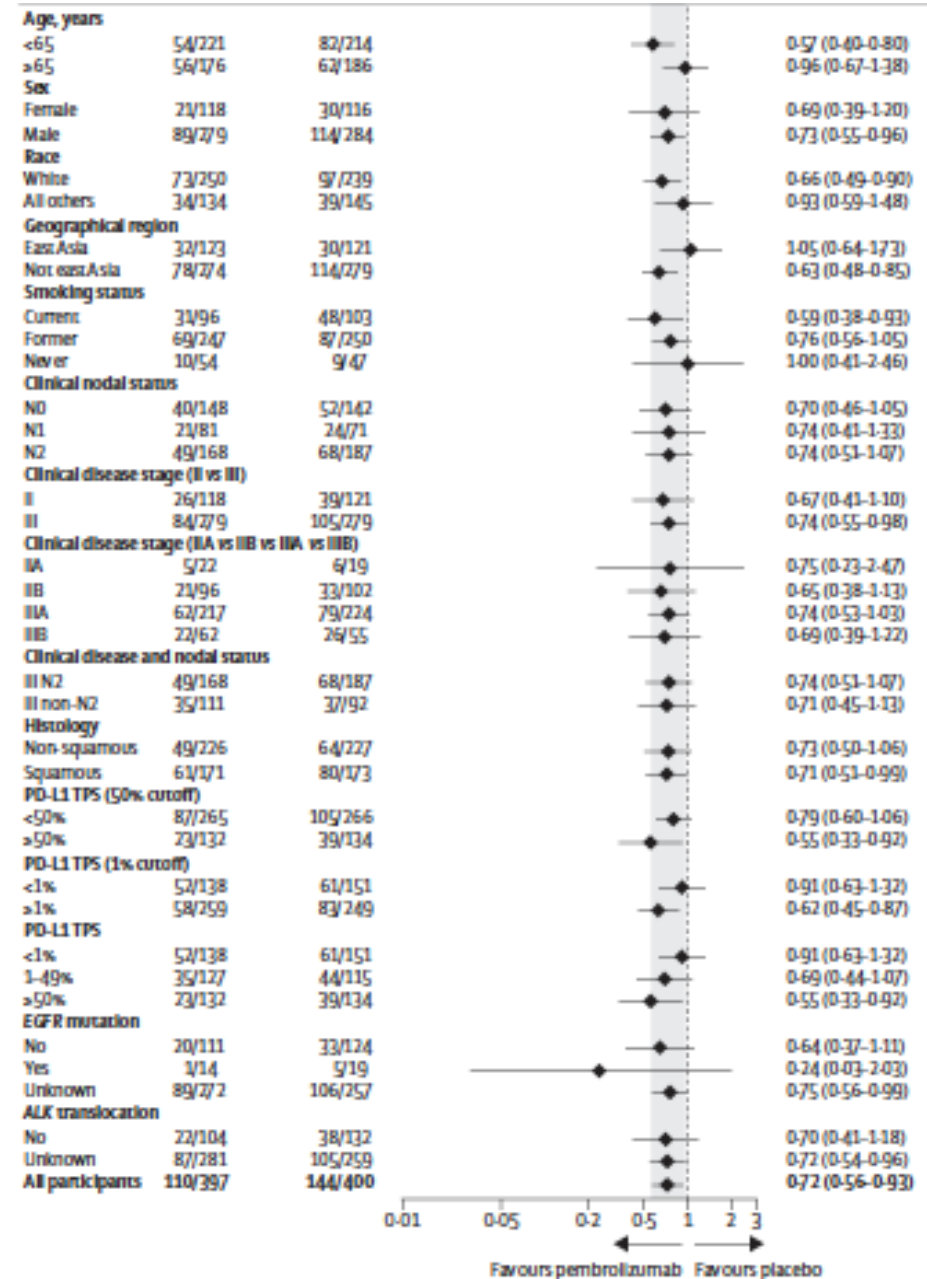 Age, years
<65 54/221 82/214 0·57 (0·40–0·80)
≥65 56/176 62/186 0·96 (0·67–1·38)
Sex
Female 21/118 30/116 0·69 (0·39–1·20)
Male 89/279 114/284 0·73 (0·55–0·96)
Race
White 73/250 97/239 0·66 (0·49–0·90)
All others 34/134 39/145 0·93 (0·59–1·48)
Geographical region
East Asia 32/123 30/121 1·05 (0·64–1·73)
Not east Asia 78/274 114/279 0·63 (0·48–0·85)
Smoking status
Current 31/96 48/103 0·59 (0·38–0·93)
Former 69/247 87/250 0·76 (0·56–1·05)
Never 10/54 9/47 1·00 (0·41–2·46)
Clinical nodal status
N0 40/148 52/142 0·70 (0·46–1·05)
N1 21/81 24/71 0·74 (0·41–1·33)
N2 49/168 68/187 0·74 (0·51–1·07)
Clinical disease stage (II vs III)
II 26/118 39/121 0·67 (0·41–1·10)
III 84/279 105/279 0·74 (0·55–0·98)
Clinical disease stage (IIA vs IIB vs IIIA vs IIIB)
IIA 5/22 6/19 0·75 (0·23–2·47)
IIB 21/96 33/102 0·65 (0·38–1·13)
IIIA 62/217 79/224 0·74 (0·53–1·03)
IIIB 22/62 26/55 0·69 (0·39–1·22)
Clinical disease and nodal status
III N2 49/168 68/187 0·74 (0·51–1·07)
III non-N2 35/111 37/92 0·71 (0·45–1·13)
Histology
Non-squamous 49/226 64/227 0·73 (0·50–1·06)
Squamous 61/171 80/173 0·71 (0·51–0·99)
PD-L1 TPS (50% cutoff)
<50% 87/265 105/266 0·79 (0·60–1·06)
≥50% 23/132 39/134 0·55 (0·33–0·92)
PD-L1 TPS (1% cutoff)
<1% 52/138 61/151 0·91 (0·63–1·32)
≥1% 58/259 83/249 0·62 (0·45–0·87)
PD-L1 TPS
<1% 52/138 61/151 0·91 (0·63–1·32)
1–49% 35/127 44/115 0·69 (0·44–1·07)
≥50% 23/132 39/134 0·55 (0·33–0·92)
EGFR mutation
No 20/111 33/124 0·64 (0·37–1·11)
Yes 1/14 5/19 0·24 (0·03–2·03)
Unknown 89/272 106/257 0·75 (0·56–0·99)
ALK translocation
No 22/104 38/132 0·70 (0·41–1·18)
Unknown 87/281 105/259 0·72 (0·54–0·96)
All participants 110/397 144/400 0·72 (0·56–0·93)
0·01 0·05 0·2 0·5 1 2 3
Favours pembrolizumab Favours placebo